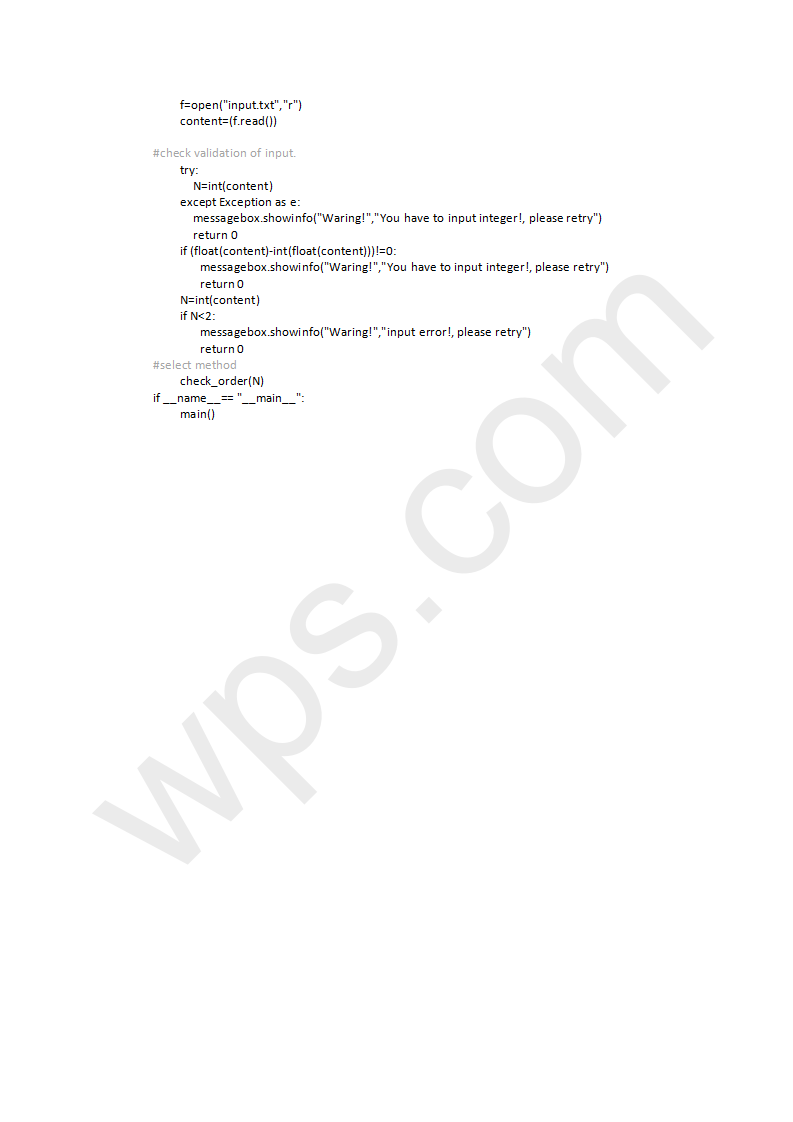 f=open("input.txt","r")
content=(f.read())
#check validation of input.
try:
N=int(content)
except Exception as e:
messagebox.showinfo("Waring!","You have to input integer!, please retry")
return 0
if (float(content)-int(float(content)))!=0:
messagebox.showinfo("Waring!","You have to input integer!, please retry")
return 0
N=int(content)
if N<2:
messagebox.showinfo("Waring!","input error!, please retry")
return 0
#select method
check_order(N)
if __name__== "__main__":
main()
wps.com